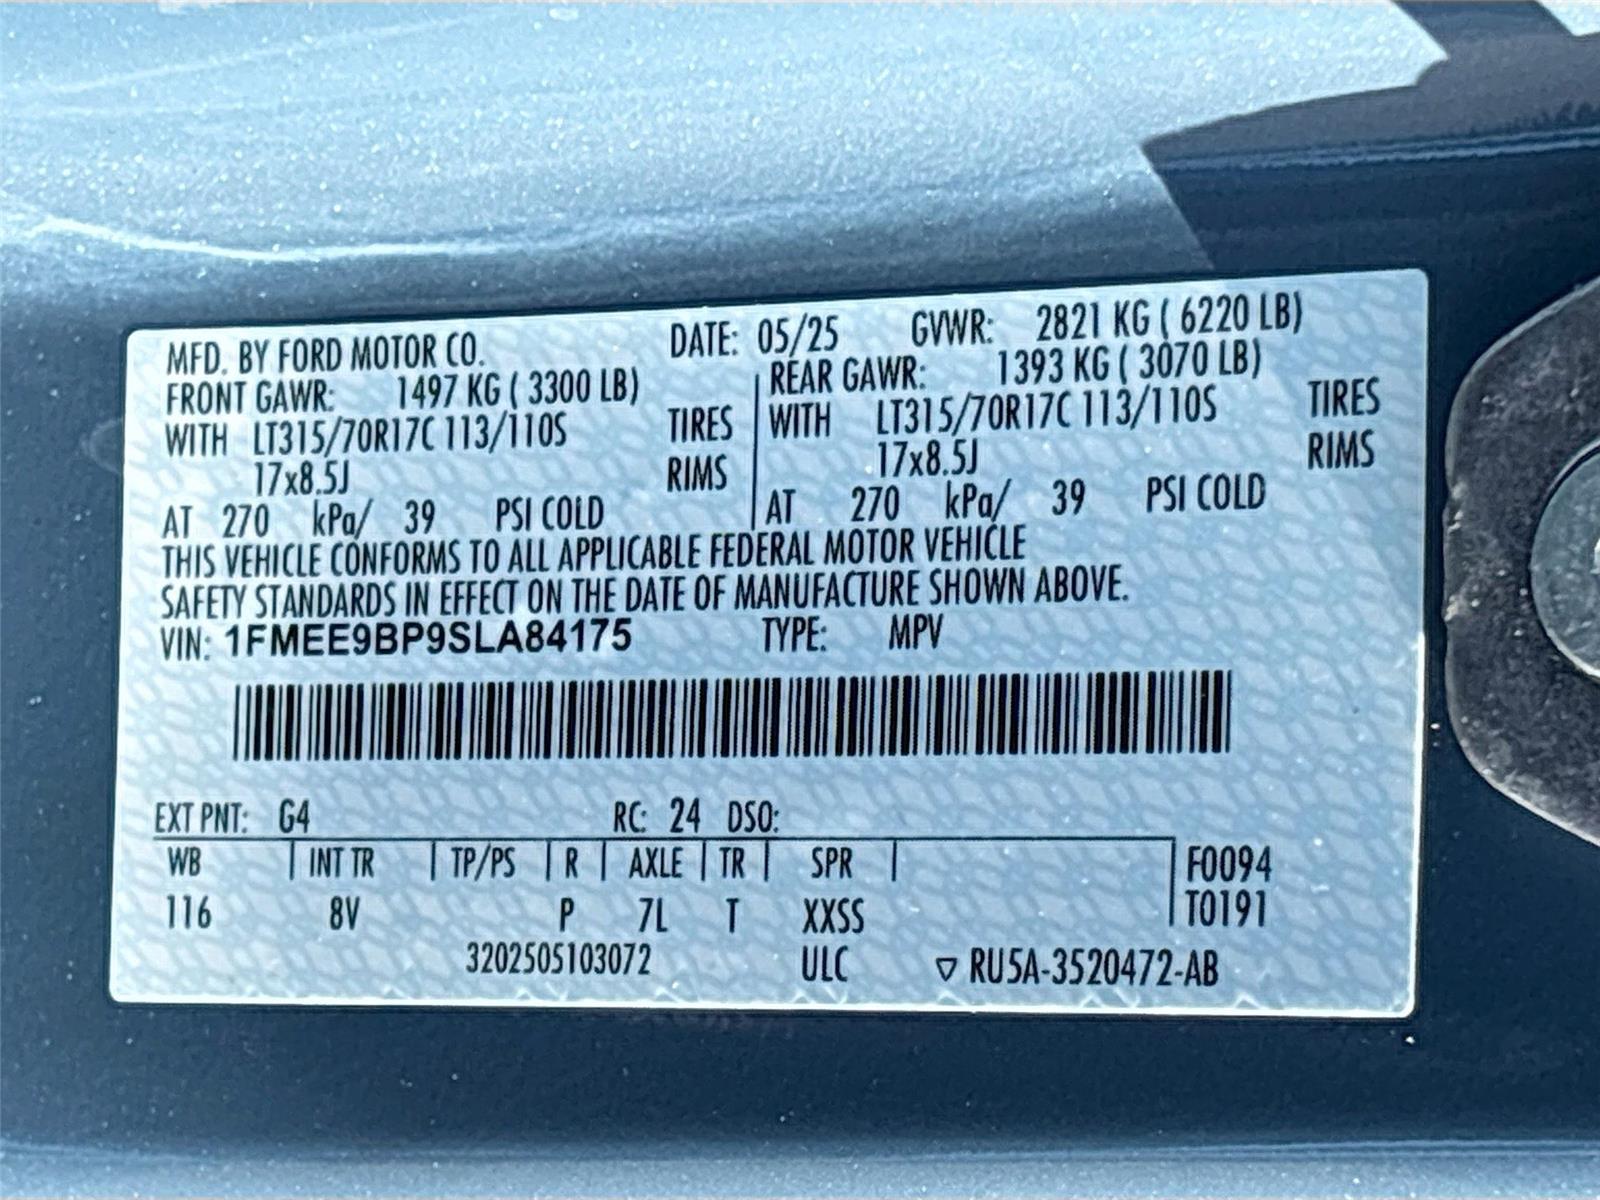 MFD. BY FORD MOTOR CO. DATE: 05/25 GVWR: 2821 KG ( 6220 LB)
FRONT GAWR: 1497 KG ( 3300 LB) REAR GAWR: 1393 KG ( 3070 LB)
WITH LT315/70R17C 113/110S TIRES WITH LT315/70R17C 113/110S TIRES
17x8.5J RIMS 17x8.5J RIMS
AT 270 kPa/ 39 PSI COLD AT 270 kPa/ 39 PSI COLD
THIS VEHICLE CONFORMS TO ALL APPLICABLE FEDERAL MOTOR VEHICLE
SAFETY STANDARDS IN EFFECT ON THE DATE OF MANUFACTURE SHOWN ABOVE.
VIN: 1FMEE9BP9SLA84175 TYPE: MPV
EXT PNT: G4 RC: 24 DSO:
WB INT TR TP/PS R AXLE TR SPR F0094
116 8V P 7L T XXSS T0191
3202505103072 ULC RU5A-3520472-AB